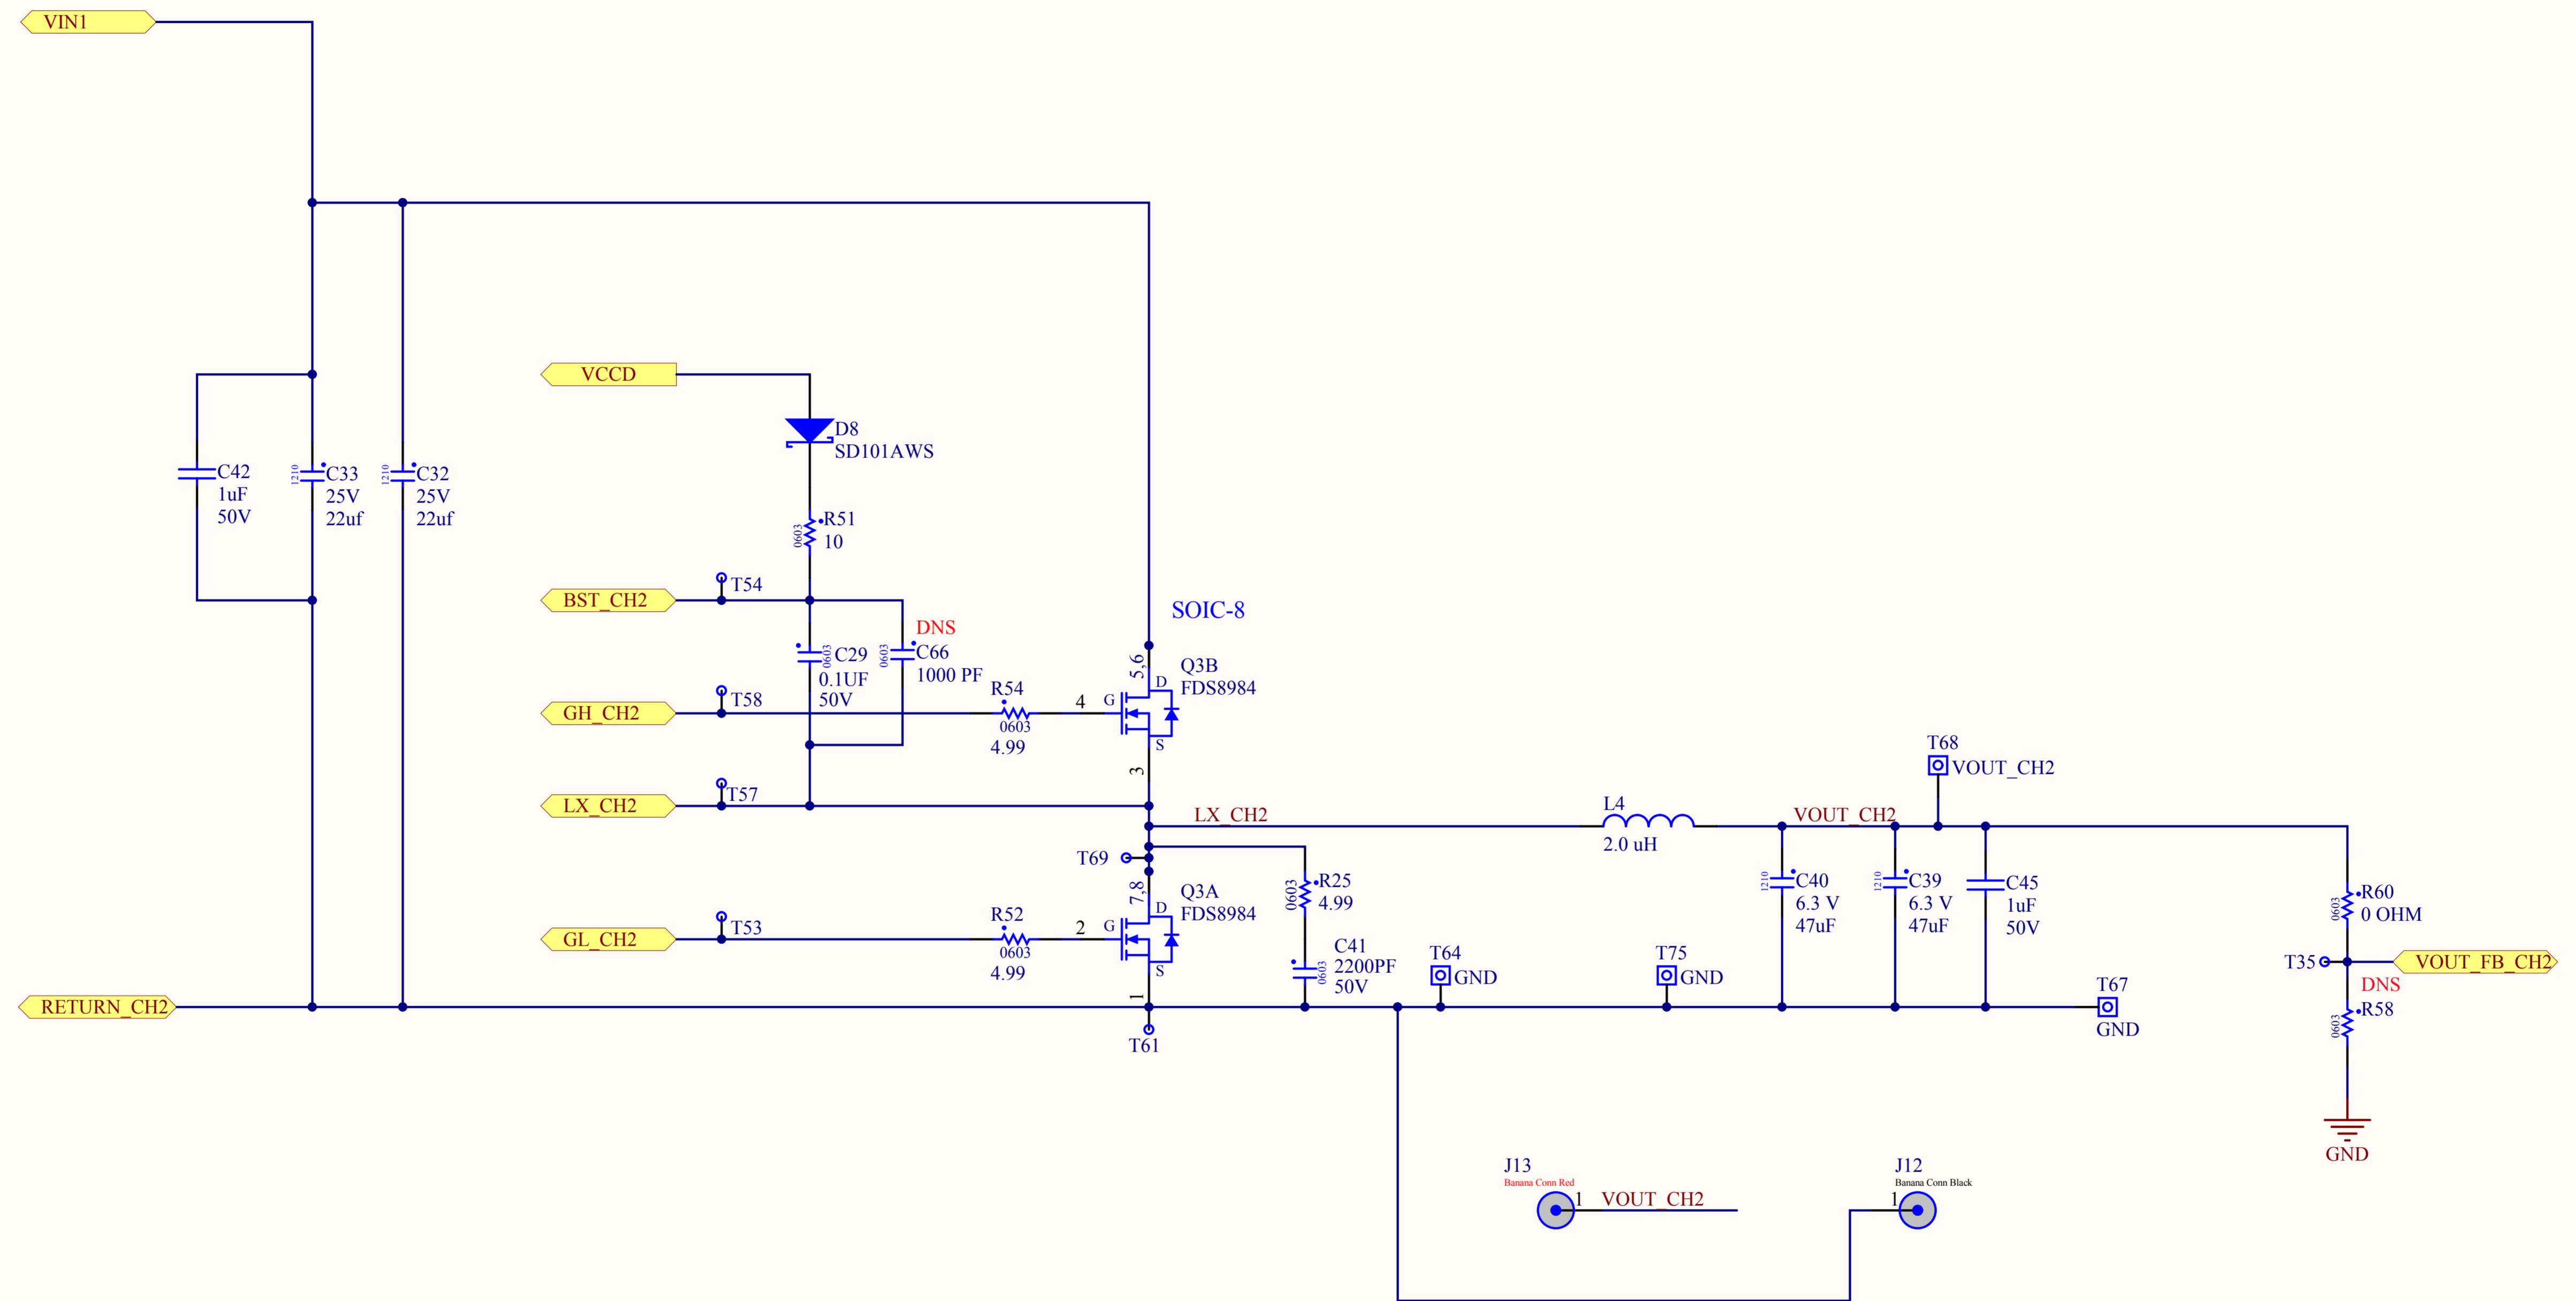 VIN1
VCCD
D8
SD101AWS
C42
1uF
50V
1210
C33
25V
22uf
1210
C32
25V
22uf
0603
R51
10
BST_CH2
T54
SOIC-8
DNS
0603
C29
0.1UF
50V
0603
C66
1000 PF
GH_CH2
T58
R54
0603
4.99
4
G
5,6
D
S
3
Q3B
FDS8984
LX_CH2
T57
LX_CH2
L4
2.0 uH
VOUT_CH2
T68
VOUT_CH2
T69
7,8
Q3A
FDS8984
D
G
S
2
1
GL_CH2
T53
R52
0603
4.99
0603
R25
4.99
C41
0603
2200PF
50V
T64
GND
T75
GND
1210
C40
6.3 V
47uF
1210
C39
6.3 V
47uF
C45
1uF
50V
0603
R60
0 OHM
T35
VOUT_FB_CH2
DNS
0603
R58
GND
RETURN_CH2
T61
T67
GND
J13
Banana Conn Red
1
VOUT_CH2
J12
Banana Conn Black
1